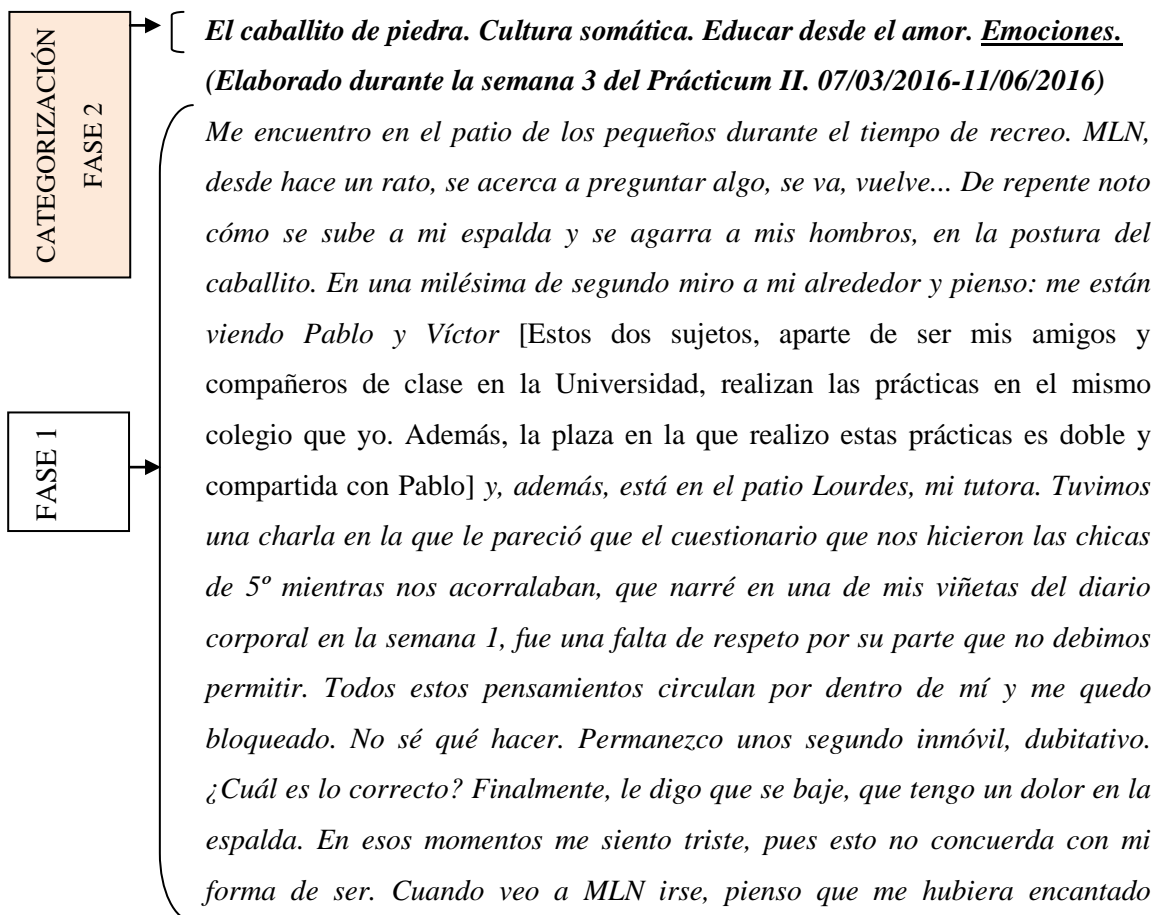 CATEGORIZACIÓN
FASE 2
El caballito de piedra. Cultura somática. Educar desde el amor. Emociones.
(Elaborado durante la semana 3 del Prácticum II. 07/03/2016-11/06/2016)
FASE 1
Me encuentro en el patio de los pequeños durante el tiempo de recreo. MLN,
desde hace un rato, se acerca a preguntar algo, se va, vuelve... De repente noto
cómo se sube a mi espalda y se agarra a mis hombros, en la postura del
caballito. En una milésima de segundo miro a mi alrededor y pienso: me están
viendo Pablo y Víctor [Estos dos sujetos, aparte de ser mis amigos y
compañeros de clase en la Universidad, realizan las prácticas en el mismo
colegio que yo. Además, la plaza en la que realizo estas prácticas es doble y
compartida con Pablo] y, además, está en el patio Lourdes, mi tutora. Tuvimos
una charla en la que le pareció que el cuestionario que nos hicieron las chicas
de 5º mientras nos acorralaban, que narré en una de mis viñetas del diario
corporal en la semana 1, fue una falta de respeto por su parte que no debimos
permitir. Todos estos pensamientos circulan por dentro de mí y me quedo
bloqueado. No sé qué hacer. Permanezco unos segundo inmóvil, dubitativo.
¿Cuál es lo correcto? Finalmente, le digo que se baje, que tengo un dolor en la
espalda. En esos momentos me siento triste, pues esto no concuerda con mi
forma de ser. Cuando veo a MLN irse, pienso que me hubiera encantado